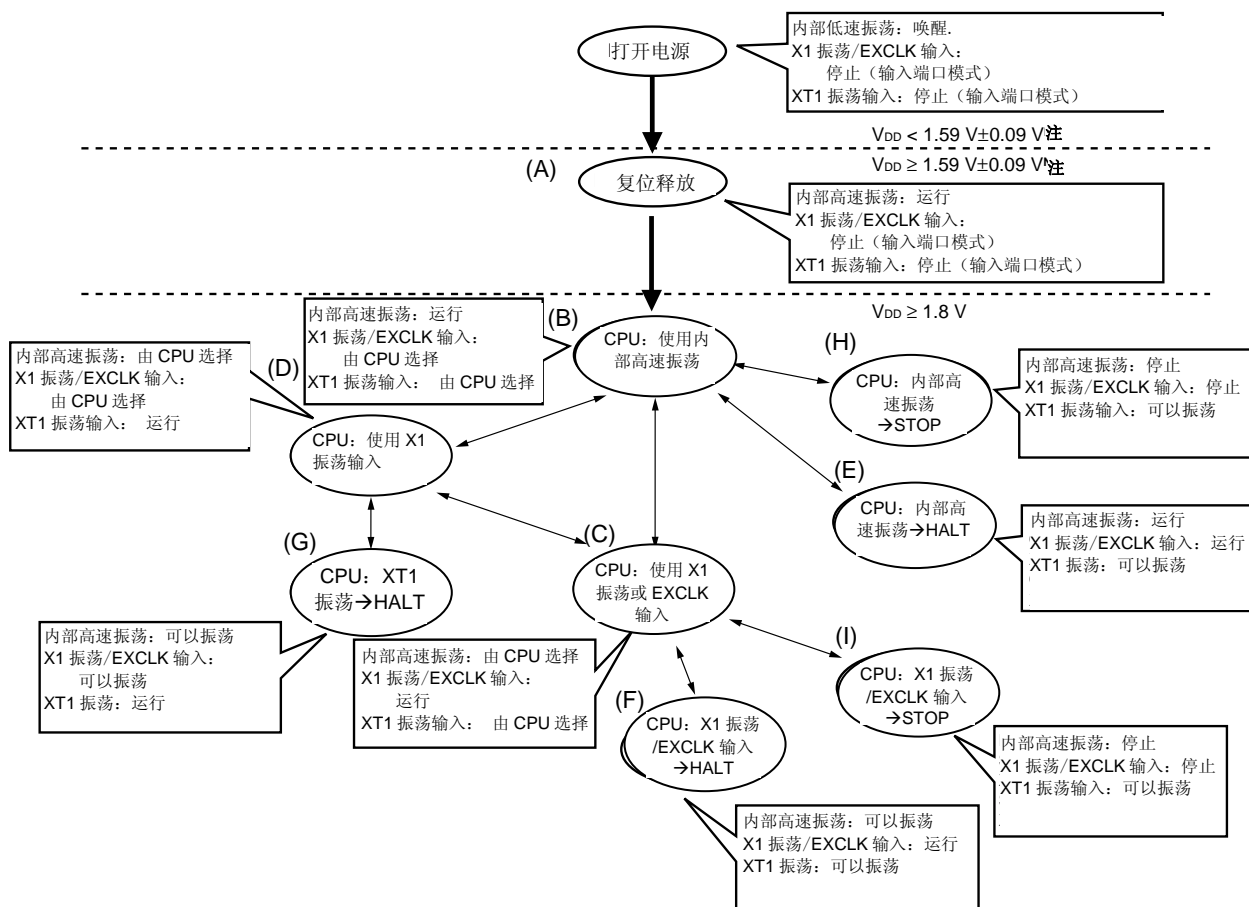 打开电源
内部低速振荡：唤醒.
X1 振荡/EXCLK 输入：
停止（输入端口模式）
XT1 振荡输入：停止（输入端口模式）
VDD < 1.59 V±0.09 V注
VDD ≥ 1.59 V±0.09 V注
(A)
复位释放
内部高速振荡：运行
X1 振荡/EXCLK 输入：
停止（输入端口模式）
XT1 振荡输入：停止（输入端口模式）
VDD ≥ 1.8 V
(B)
CPU：使用内
部高速振荡
内部高速振荡：运行
X1 振荡/EXCLK 输入：
由 CPU 选择
XT1 振荡输入： 由 CPU 选择
(D)
内部高速振荡：由 CPU 选择
X1 振荡/EXCLK 输入：
由 CPU 选择
XT1 振荡输入： 运行
CPU：使用 X1
振荡输入
(H)
CPU：内部高
速振荡
→STOP
内部高速振荡：停止
X1 振荡/EXCLK 输入：停止
XT1 振荡输入：可以振荡
(E)
CPU：内部高
速振荡→HALT
内部高速振荡：运行
X1 振荡/EXCLK 输入：运行
XT1 振荡：可以振荡
(G)
CPU：XT1
振荡→HALT
内部高速振荡：可以振荡
X1 振荡/EXCLK 输入：
可以振荡
XT1 振荡：运行
(C)
CPU：使用 X1
振荡或 EXCLK
输入
内部高速振荡：由 CPU 选择
X1 振荡/EXCLK 输入：
运行
XT1 振荡输入： 由 CPU 选择
(F)
CPU：X1 振荡
/EXCLK 输入
→HALT
内部高速振荡：可以振荡
X1 振荡/EXCLK 输入：运行
XT1 振荡：可以振荡
(I)
CPU：X1 振荡
/EXCLK 输入
→STOP
内部高速振荡：停止
X1 振荡/EXCLK 输入：停止
XT1 振荡输入：可以振荡